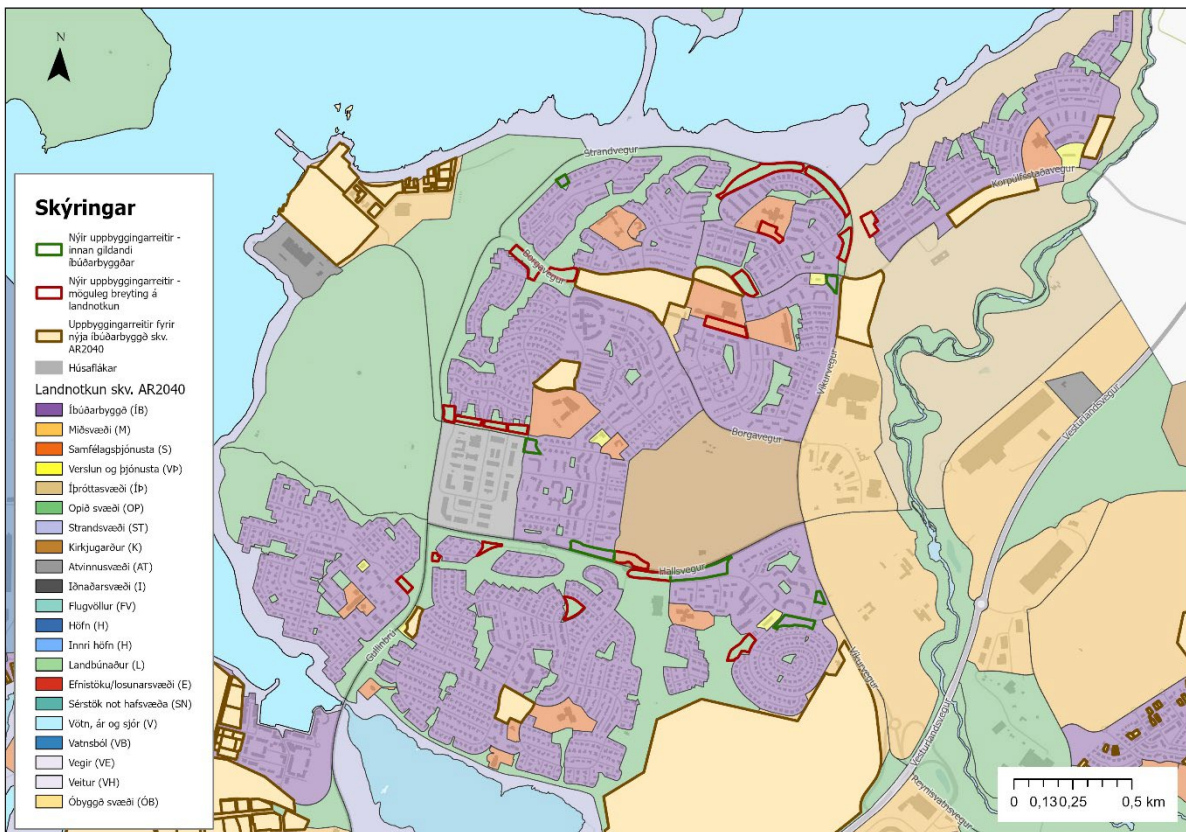 N
Skýringar
Nýir uppbyggingarreitir -
innan gildandi
íbúðarbyggðar
Nýir uppbyggingarreitir -
möguleg breyting á
landnotkun
Uppbyggingarreitir fyrir
nýja íbúðarbyggð skv.
AR2040
Húsaflákar
Landnotkun skv. AR2040
Íbúðarbyggð (ÍB)
Miðsvæði (M)
Samfélagsþjónusta (S)
Verslun og þjónusta (VÞ)
Íþróttasvæði (ÍÞ)
Opið svæði (OP)
Strandsvæði (ST)
Kirkjugarður (K)
Atvinnusvæði (AT)
Iðnaðarsvæði (I)
Flugvöllur (FV)
Höfn (H)
Innri höfn (H)
Landbúnaður (L)
Efnistöku/losunarsvæði (E)
Sérstök not hafsvæða (SN)
Vötn, ár og sjór (V)
Vatnsból (VB)
Vegir (VE)
Veitur (VH)
Óbyggð svæði (ÓB)
Strandvegur
Korpúlfsstaðavegur
Borgavegur
Víkurvegur
Vesturlandsvegur
Borgavegur
Hallsvegur
Gullinbrú
Víkurvegur
Vesturlandsvegur
Reynisvatnsvegur
0 0,13 0,25 0,5 km